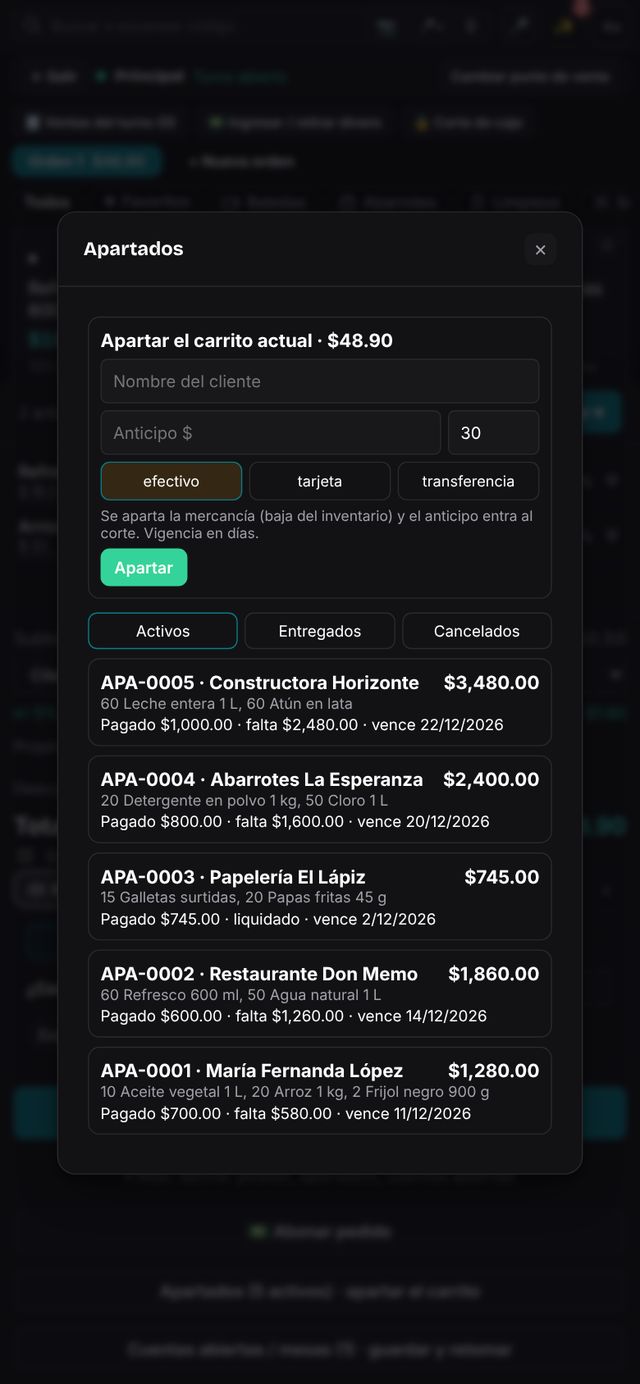 Apartados
×
Apartar el carrito actual · $48.90
Nombre del cliente
Anticipo $
30
efectivo
tarjeta
transferencia
Se aparta la mercancía (baja del inventario) y el anticipo entra al
corte. Vigencia en días.
Apartar
Activos
Entregados
Cancelados
APA-0005 · Constructora Horizonte $3,480.00
60 Leche entera 1 L, 60 Atún en lata
Pagado $1,000.00 · falta $2,480.00 · vence 22/12/2026
APA-0004 · Abarrotes La Esperanza $2,400.00
20 Detergente en polvo 1 kg, 50 Cloro 1 L
Pagado $800.00 · falta $1,600.00 · vence 20/12/2026
APA-0003 · Papelería El Lápiz $745.00
15 Galletas surtidas, 20 Papas fritas 45 g
Pagado $745.00 · liquidado · vence 2/12/2026
APA-0002 · Restaurante Don Memo $1,860.00
60 Refresco 600 ml, 50 Agua natural 1 L
Pagado $600.00 · falta $1,260.00 · vence 14/12/2026
APA-0001 · María Fernanda López $1,280.00
10 Aceite vegetal 1 L, 20 Arroz 1 kg, 2 Frijol negro 900 g
Pagado $700.00 · falta $580.00 · vence 11/12/2026
Abonar pedido
Apartados (5 activos) · apartar el carrito